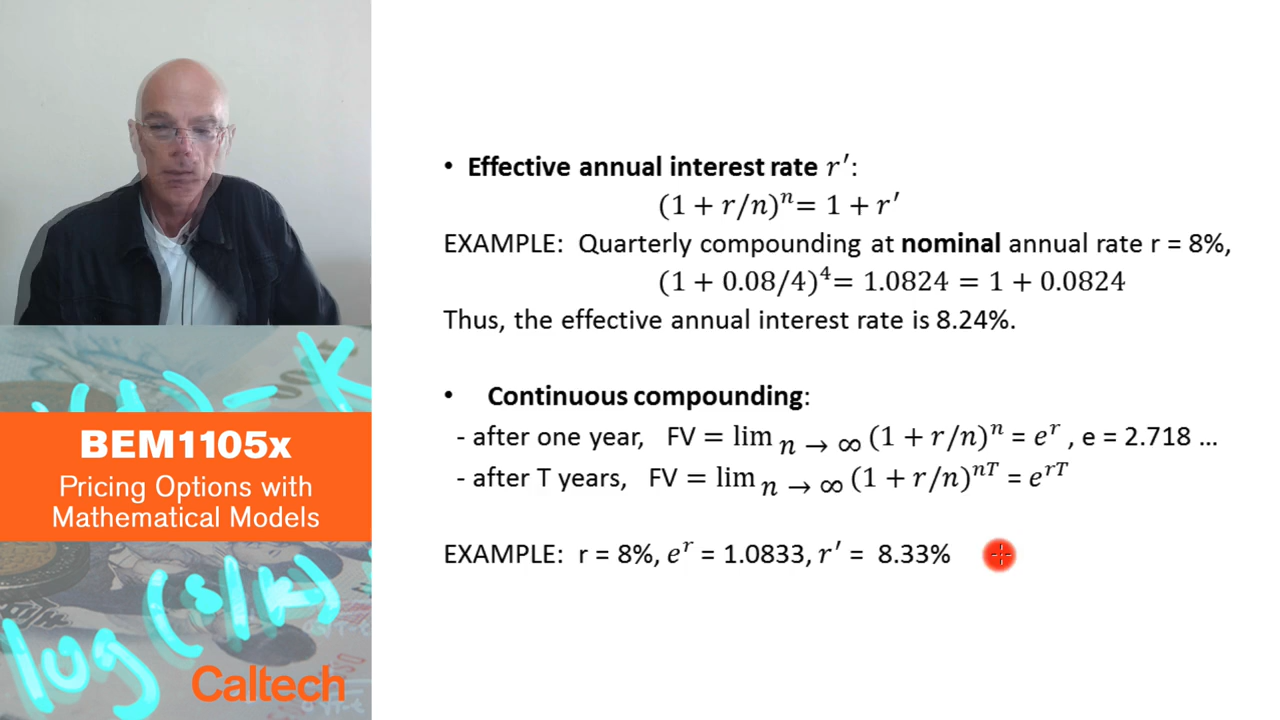 • Effective annual interest rate r′:
(1 + r/n)ⁿ= 1 + r′
EXAMPLE: Quarterly compounding at nominal annual rate r = 8%,
(1 + 0.08/4)⁴= 1.0824 = 1 + 0.0824
Thus, the effective annual interest rate is 8.24%.
• Continuous compounding:
- after one year, FV = lim n → ∞ (1 + r/n)ⁿ = eʳ , e = 2.718 ...
- after T years, FV = lim n → ∞ (1 + r/n)ⁿᵀ = eʳᵀ
EXAMPLE: r = 8%, eʳ = 1.0833, r′ = 8.33%
BEM1105x
Pricing Options with
Mathematical Models
log (s/k)
Caltech